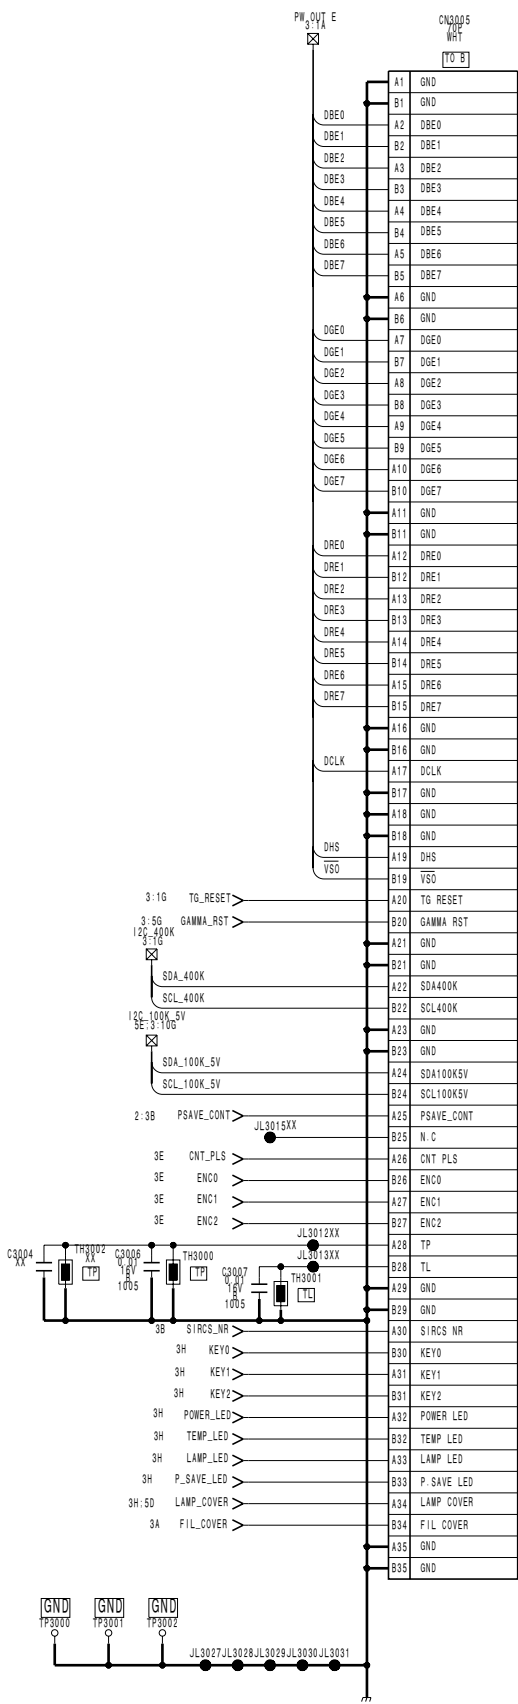 PW_OUT_E
3:1A
CN3005
70P
WHT
TO B
A1 GND
B1 GND
DBE0 A2 DBE0
DBE1 B2 DBE1
DBE2 A3 DBE2
DBE3 B3 DBE3
DBE4 A4 DBE4
DBE5 B4 DBE5
DBE6 A5 DBE6
DBE7 B5 DBE7
A6 GND
B6 GND
DGE0 A7 DGE0
DGE1 B7 DGE1
DGE2 A8 DGE2
DGE3 B8 DGE3
DGE4 A9 DGE4
DGE5 B9 DGE5
DGE6 A10 DGE6
DGE7 B10 DGE7
A11 GND
B11 GND
DRE0 A12 DRE0
DRE1 B12 DRE1
DRE2 A13 DRE2
DRE3 B13 DRE3
DRE4 A14 DRE4
DRE5 B14 DRE5
DRE6 A15 DRE6
DRE7 B15 DRE7
A16 GND
B16 GND
DCLK A17 DCLK
B17 GND
A18 GND
B18 GND
DHS A19 DHS
VSO B19 VSO
3:1G TG_RESET A20 TG RESET
3:5G GAMMA_RST B20 GAMMA RST
I2C_400K
3:1G
A21 GND
B21 GND
SDA_400K A22 SDA400K
SCL_400K B22 SCL400K
I2C_100K_5V
5E:3:10G
A23 GND
B23 GND
SDA_100K_5V A24 SDA100K5V
SCL_100K_5V B24 SCL100K5V
2:3B PSAVE_CONT A25 PSAVE_CONT
JL3015XX B25 N.C
3E CNT_PLS A26 CNT PLS
3E ENC0 B26 ENC0
3E ENC1 A27 ENC1
3E ENC2 B27 ENC2
JL3012XX A28 TP
JL3013XX B28 TL
C3004
XX
TH3002
XX
TP
C3006
0.01
16V
B
1005
TH3000
TP
C3007
0.01
16V
B
1005
TH3001
TL
A29 GND
B29 GND
3B SIRCS_NR A30 SIRCS NR
3H KEY0 B30 KEY0
3H KEY1 A31 KEY1
3H KEY2 B31 KEY2
3H POWER_LED A32 POWER LED
3H TEMP_LED B32 TEMP LED
3H LAMP_LED A33 LAMP LED
3H P_SAVE_LED B33 P.SAVE LED
3H:5D LAMP_COVER A34 LAMP COVER
3A FIL_COVER B34 FIL COVER
A35 GND
B35 GND
GND GND GND
TP3000 TP3001 TP3002
JL3027 JL3028 JL3029 JL3030 JL3031